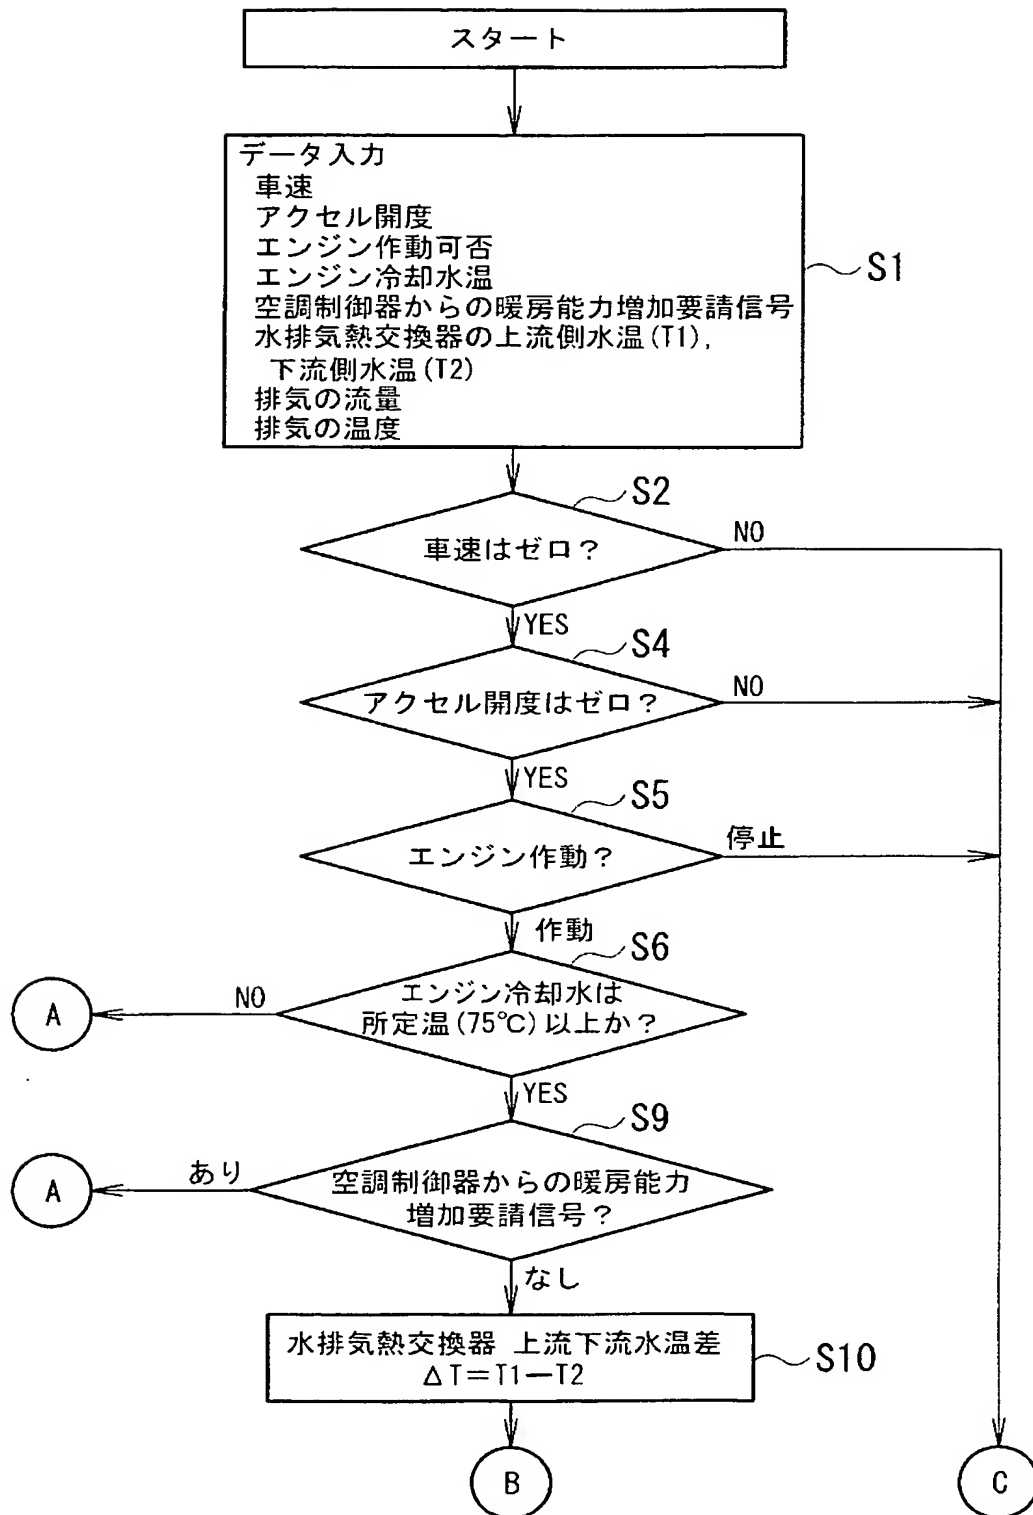 スタート
データ入力
車速
アクセル開度
エンジン作動可否
エンジン冷却水温
空調制御器からの暖房能力増加要請信号
水排気熱交換器の上流側水温(T1),
下流側水温(T2)
排気の流量
排気の温度
S1
S2
車速はゼロ?
NO
YES
S4
アクセル開度はゼロ?
NO
YES
S5
エンジン作動?
停止
作動
S6
エンジン冷却水は
所定温(75℃)以上か?
NO
A
YES
S9
空調制御器からの暖房能力
増加要請信号?
あり
A
なし
水排気熱交換器 上流下流水温差
ΔT=T1−T2
S10
B
C